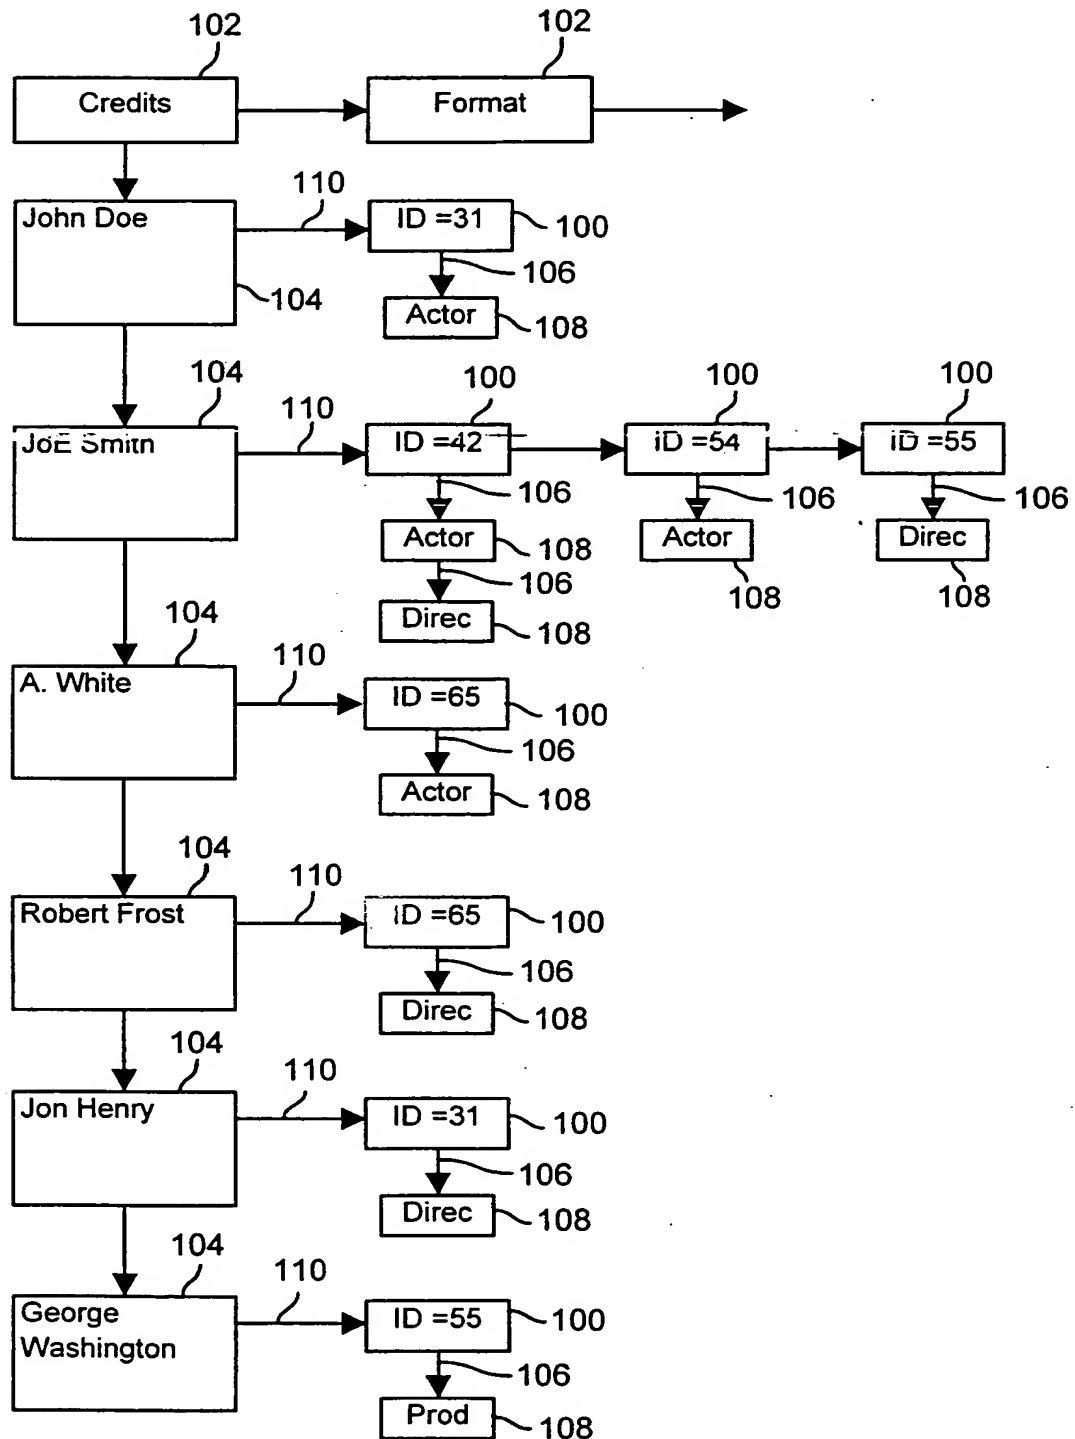 102
102
Credits
Format
110
John Doe
ID =31
100
106
104
Actor
108
104
110
100
100
100
JoE Smith
ID =42
ID =54
ID =55
106
106
106
Actor
108
Actor
Direc
106
108
108
Direc
108
104
110
A. White
ID =65
100
106
Actor
108
104
110
Robert Frost
ID =65
100
106
Direc
108
104
110
Jon Henry
ID =31
100
106
Direc
108
104
110
George
Washington
ID =55
100
106
Prod
108